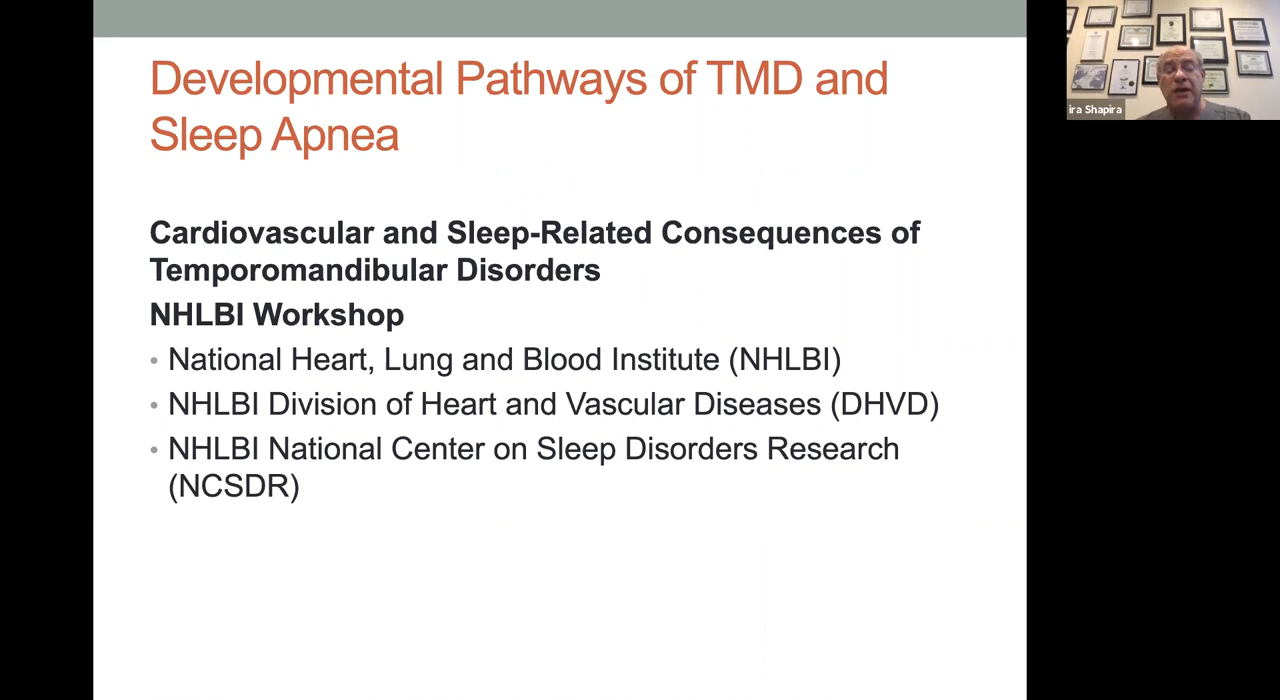 Developmental Pathways of TMD and
Sleep Apnea
Cardiovascular and Sleep-Related Consequences of
Temporomandibular Disorders
NHLBI Workshop
• National Heart, Lung and Blood Institute (NHLBI)
• NHLBI Division of Heart and Vascular Diseases (DHVD)
• NHLBI National Center on Sleep Disorders Research
(NCSDR)
ira Shapira